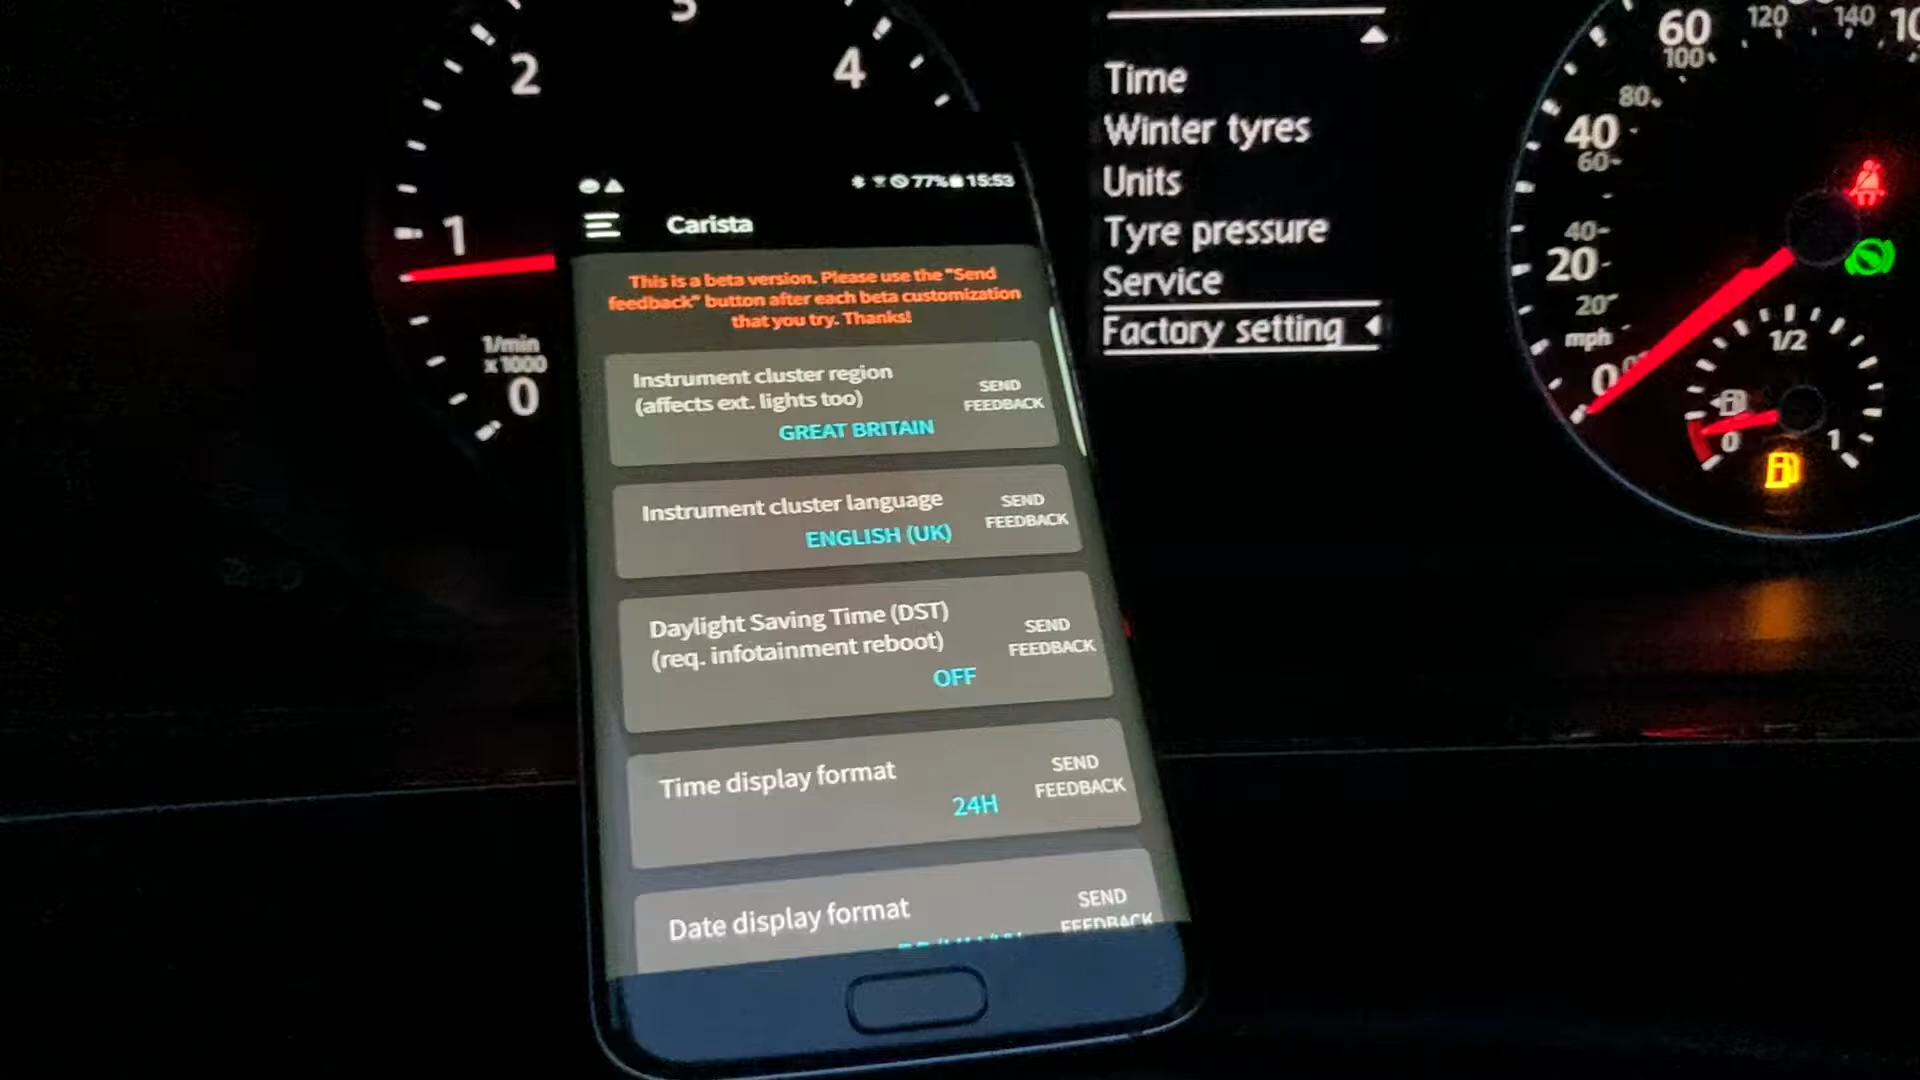 3
2
4
1
1/min
x 1000
0
77% 15:53
Carista
This is a beta version. Please use the "Send
feedback" button after each beta customization
that you try. Thanks!
Instrument cluster region
(affects ext. lights too)
GREAT BRITAIN
SEND
FEEDBACK
Instrument cluster language
ENGLISH (UK)
SEND
FEEDBACK
Daylight Saving Time (DST)
(req. infotainment reboot)
OFF
SEND
FEEDBACK
Time display format
24H
SEND
FEEDBACK
Date display format
SEND
FEEDBACK
Time
Winter tyres
Units
Tyre pressure
Service
Factory setting
60
100
120
140
80
40
60
40
20
20
mph
0
1/2
0
1